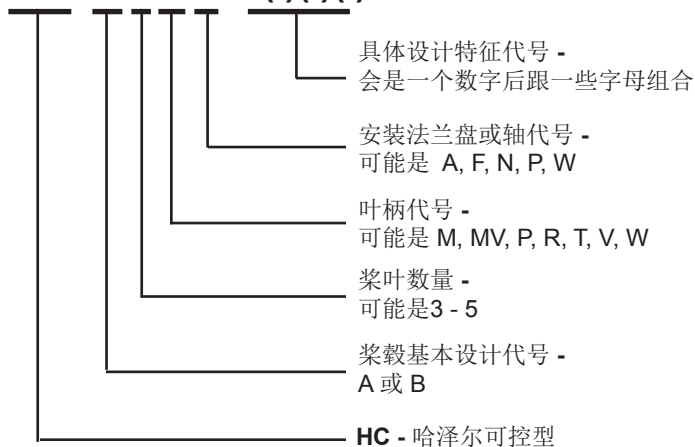 具体设计特征代号 -
会是一个数字后跟一些字母组合
安装法兰盘或轴代号 -
可能是 A, F, N, P, W
叶柄代号 -
可能是 M, MV, P, R, T, V, W
桨叶数量 -
可能是3 - 5
桨毂基本设计代号 -
A 或 B
HC - 哈泽尔可控型